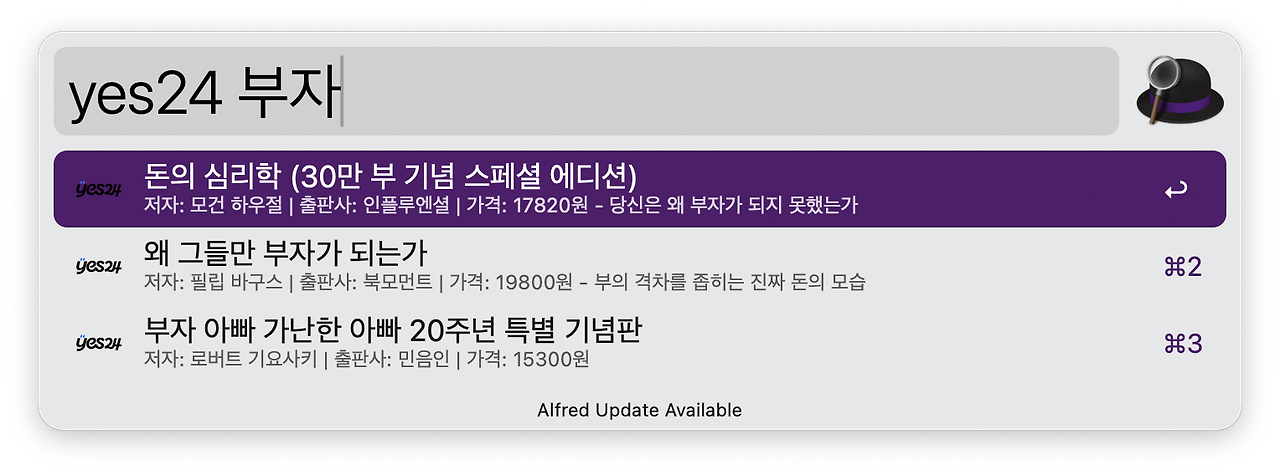 yes24 부자
yes24
돈의 심리학 (30만 부 기념 스페셜 에디션)
저자: 모건 하우절 | 출판사: 인플루엔셜 | 가격: 17820원 - 당신은 왜 부자가 되지 못했는가
yes24
왜 그들만 부자가 되는가
저자: 필립 바구스 | 출판사: 북모먼트 | 가격: 19800원 - 부의 격차를 좁히는 진짜 돈의 모습
⌘2
yes24
부자 아빠 가난한 아빠 20주년 특별 기념판
저자: 로버트 기요사키 | 출판사: 민음인 | 가격: 15300원
⌘3
Alfred Update Available